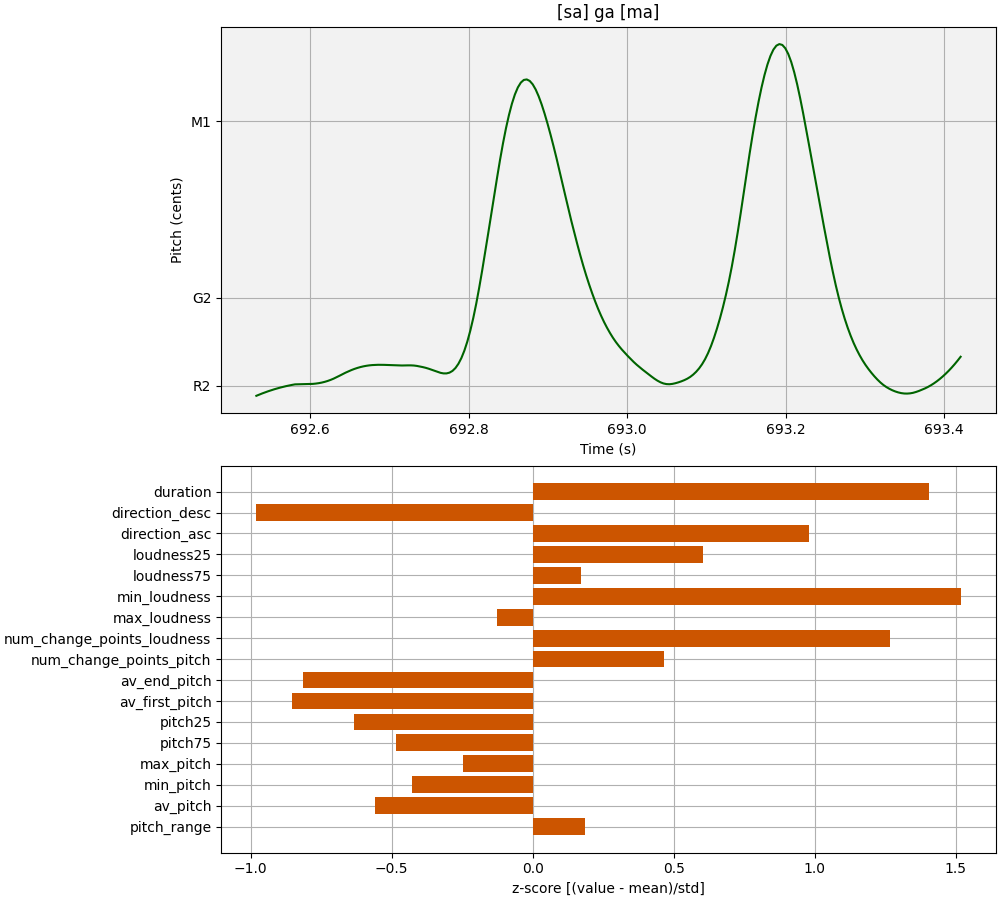 [sa] ga [ma]
M1
G2
R2
Pitch (cents)
692.6 692.8 693.0 693.2 693.4
Time (s)
duration
direction_desc
direction_asc
loudness25
loudness75
min_loudness
max_loudness
num_change_points_loudness
num_change_points_pitch
av_end_pitch
av_first_pitch
pitch25
pitch75
max_pitch
min_pitch
av_pitch
pitch_range
−1.0 −0.5 0.0 0.5 1.0 1.5
z-score [(value - mean)/std]